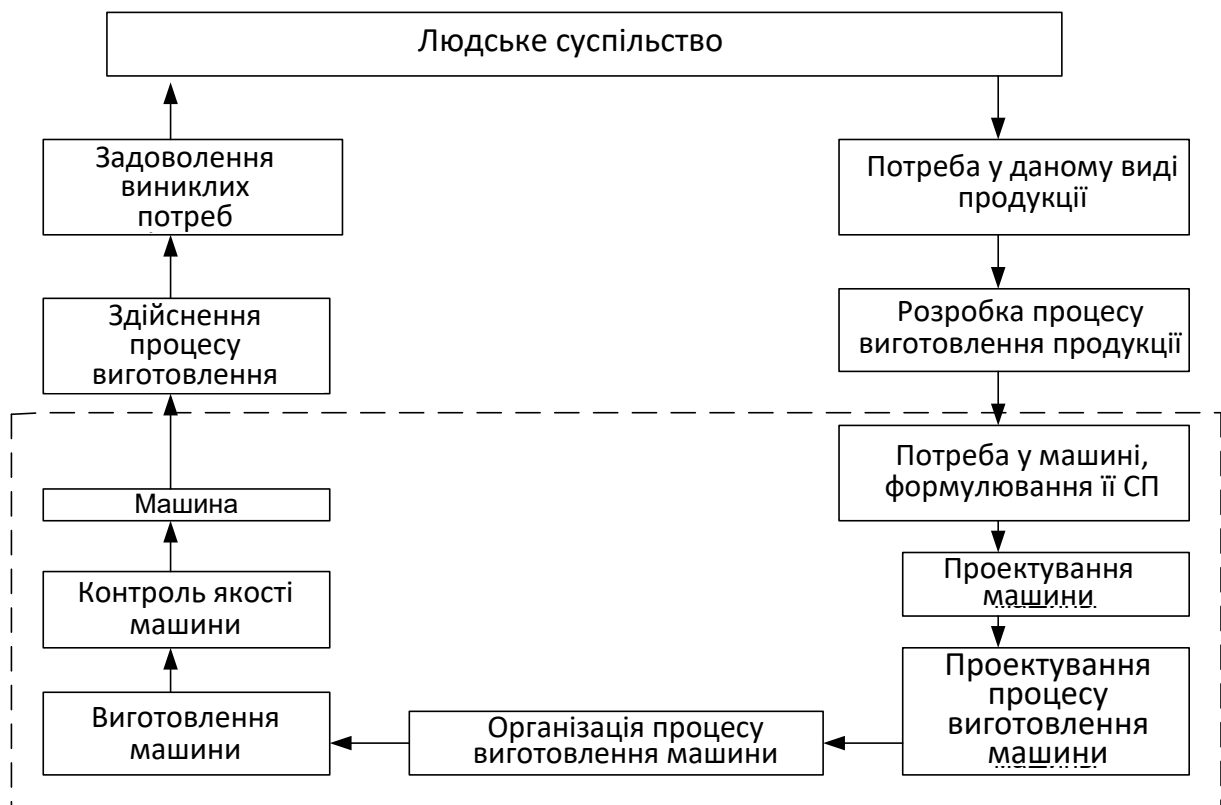 Людське суспільство
Задоволення
виниклих
потреб
Потреба у даному виді
продукції
Здійснення
процесу
виготовлення
Розробка процесу
виготовлення продукції
Потреба у машині,
формулювання її СП
Машина
Проектування
машини
Контроль якості
машини
Проектування
процесу
виготовлення
машини
Виготовлення
машини
Організація процесу
виготовлення машини